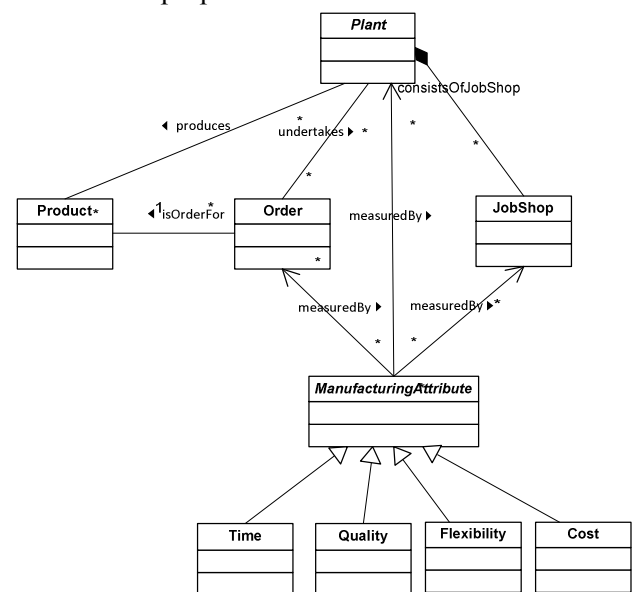 Plant
consistsOfJobShop
◄ produces
*
undertakes ►
*
*
*
*
Product*
◄1isOrderFor
*
Order
*
measuredBy ►
JobShop
measuredBy ►
measuredBy ►*
*
*
ManufacturingAttribute
Time
Quality
Flexibility
Cost